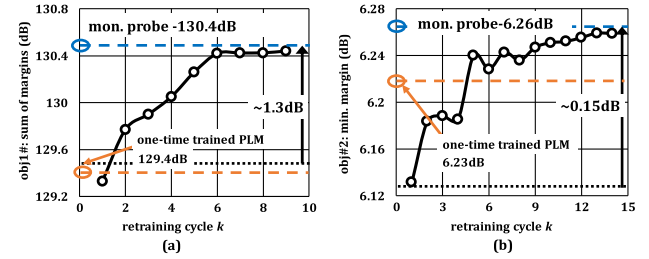 130.8
130.4
130
129.6
129.2
obj1#: sum of margins (dB)
mon. probe -130.4dB
~1.3dB
one-time trained PLM
129.4dB
0 2 4 6 8 10
retraining cycle k
(a)
6.28
6.24
6.2
6.16
6.12
obj#2: min. margin (dB)
mon. probe-6.26dB
~0.15dB
one-time trained PLM
6.23dB
0 3 6 9 12 15
retraining cycle k
(b)